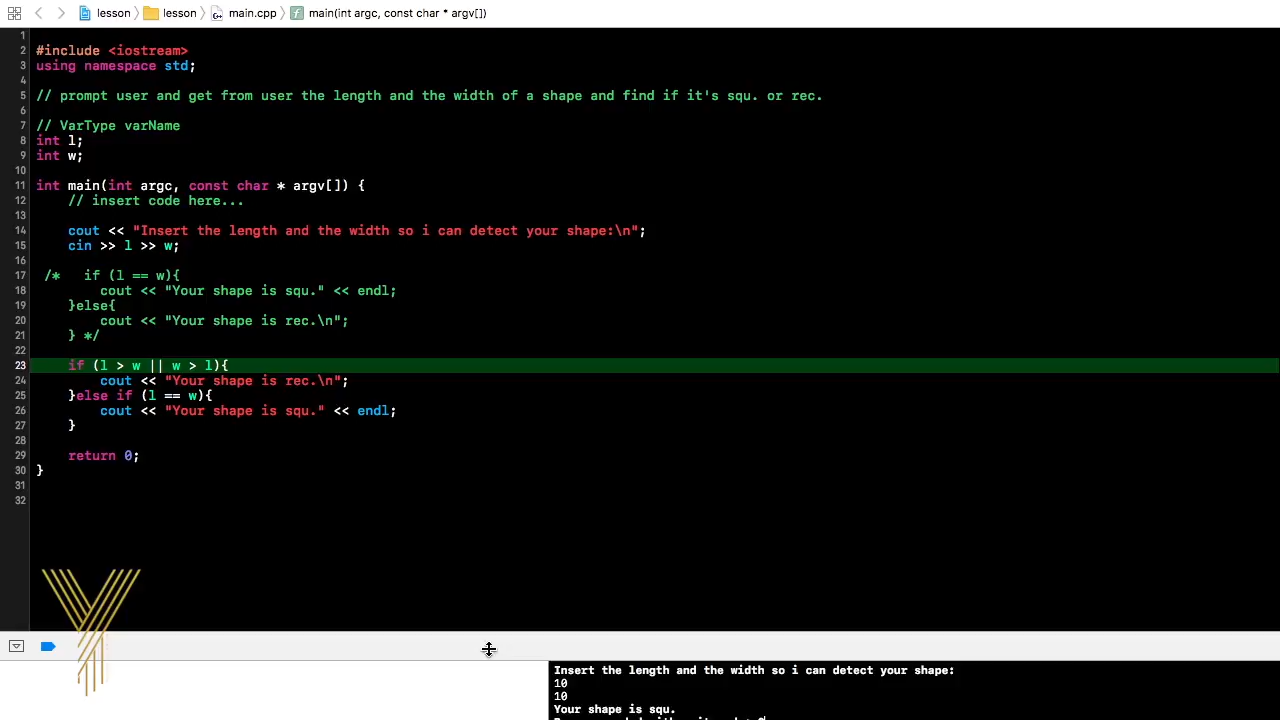 lesson lesson main.cpp main(int argc, const char * argv[])
1
2 #include <iostream>
3 using namespace std;
4
5 // prompt user and get from user the length and the width of a shape and find if it's squ. or rec.
6
7 // VarType varName
8 int l;
9 int w;
10
11 int main(int argc, const char * argv[]) {
12 // insert code here...
13
14 cout << "Insert the length and the width so i can detect your shape:\n";
15 cin >> l >> w;
16
17 /* if (l == w){
18 cout << "Your shape is squ." << endl;
19 }else{
20 cout << "Your shape is rec.\n";
21 } */
22
23 if (l > w || w > l){
24 cout << "Your shape is rec.\n";
25 }else if (l == w){
26 cout << "Your shape is squ." << endl;
27 }
28
29 return 0;
30 }
31
32
Insert the length and the width so i can detect your shape:
10
10
Your shape is squ.